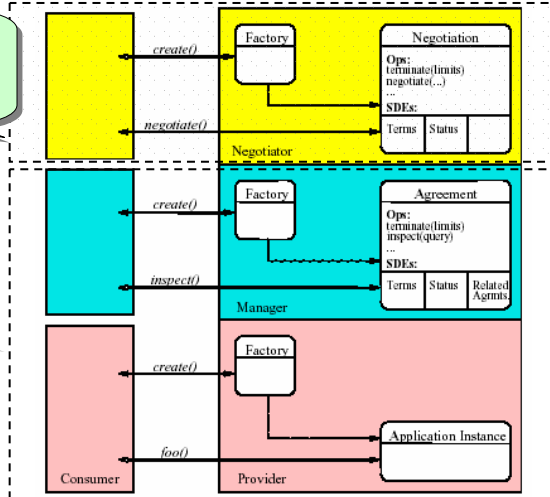 create()
Factory
Negotiation
Ops:
terminate(limits)
negotiate(...)
...
SDEs:
negotiate()
Terms
Status
Negotiator
create()
Factory
Agreement
Ops:
terminate(limits)
inspect(query)
...
SDEs:
inspect()
Terms
Status
Related
Agrmts.
Manager
create()
Factory
Application Instance
foo()
Consumer
Provider